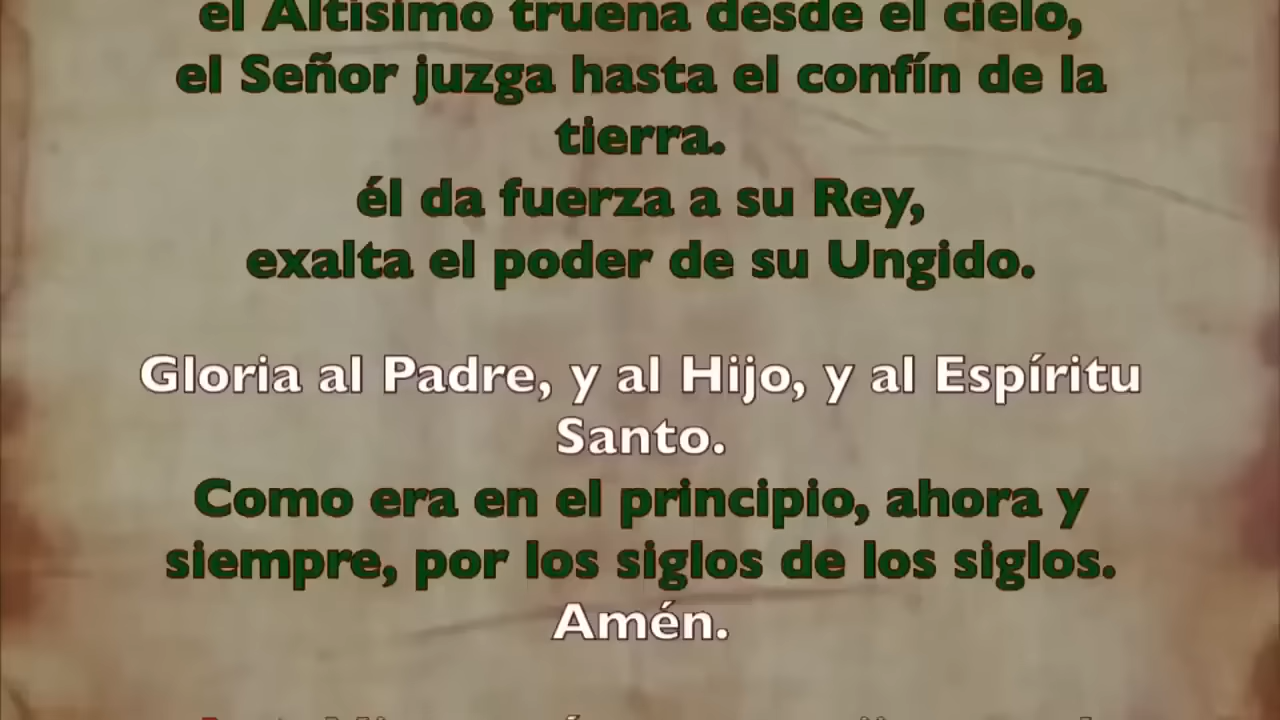 el Altísimo truena desde el cielo,
el Señor juzga hasta el confín de la
tierra.
él da fuerza a su Rey,
exalta el poder de su Ungido.
Gloria al Padre, y al Hijo, y al Espíritu
Santo.
Como era en el principio, ahora y
siempre, por los siglos de los siglos.
Amén.